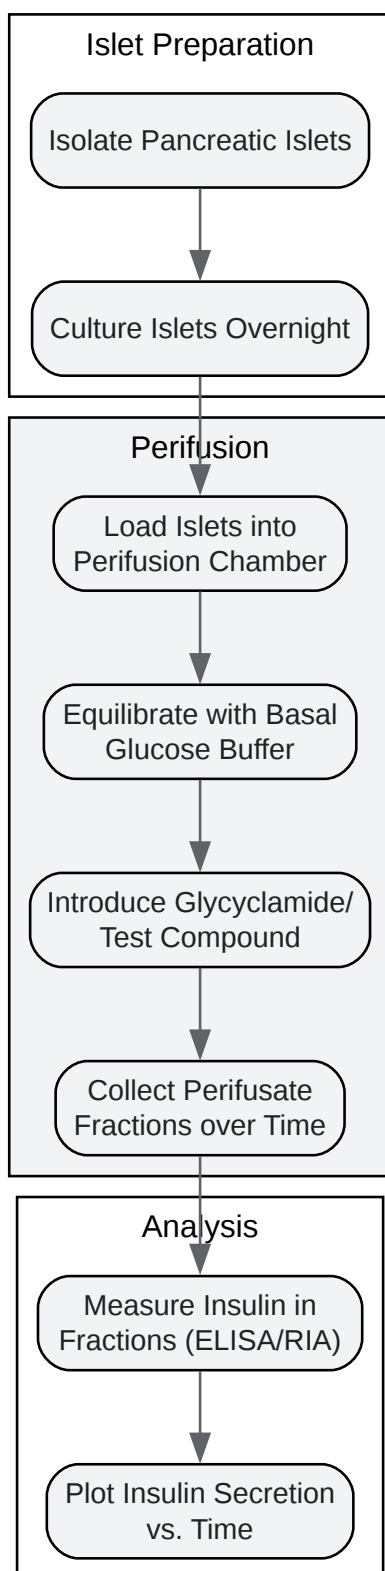 Islet Preparation
Isolate Pancreatic Islets
Culture Islets Overnight
Perifusion
Load Islets into
Perifusion Chamber
Equilibrate with Basal
Glucose Buffer
Introduce Glycyclamide/
Test Compound
Collect Perifusate
Fractions over Time
Analysis
Measure Insulin in
Fractions (ELISA/RIA)
Plot Insulin Secretion
vs. Time